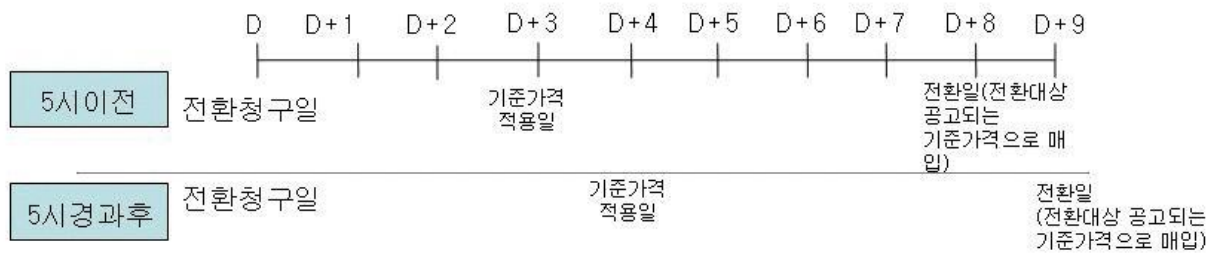 D D+1 D+2 D+3 D+4 D+5 D+6 D+7 D+8 D+9
5시이전
전환청구일
기준가격
적용일
전환일(전환대상
공고되는
기준가격으로 매
입)
5시경과후
전환청구일
기준가격
적용일
전환일
(전환대상 공고되는
기준가격으로 매입)